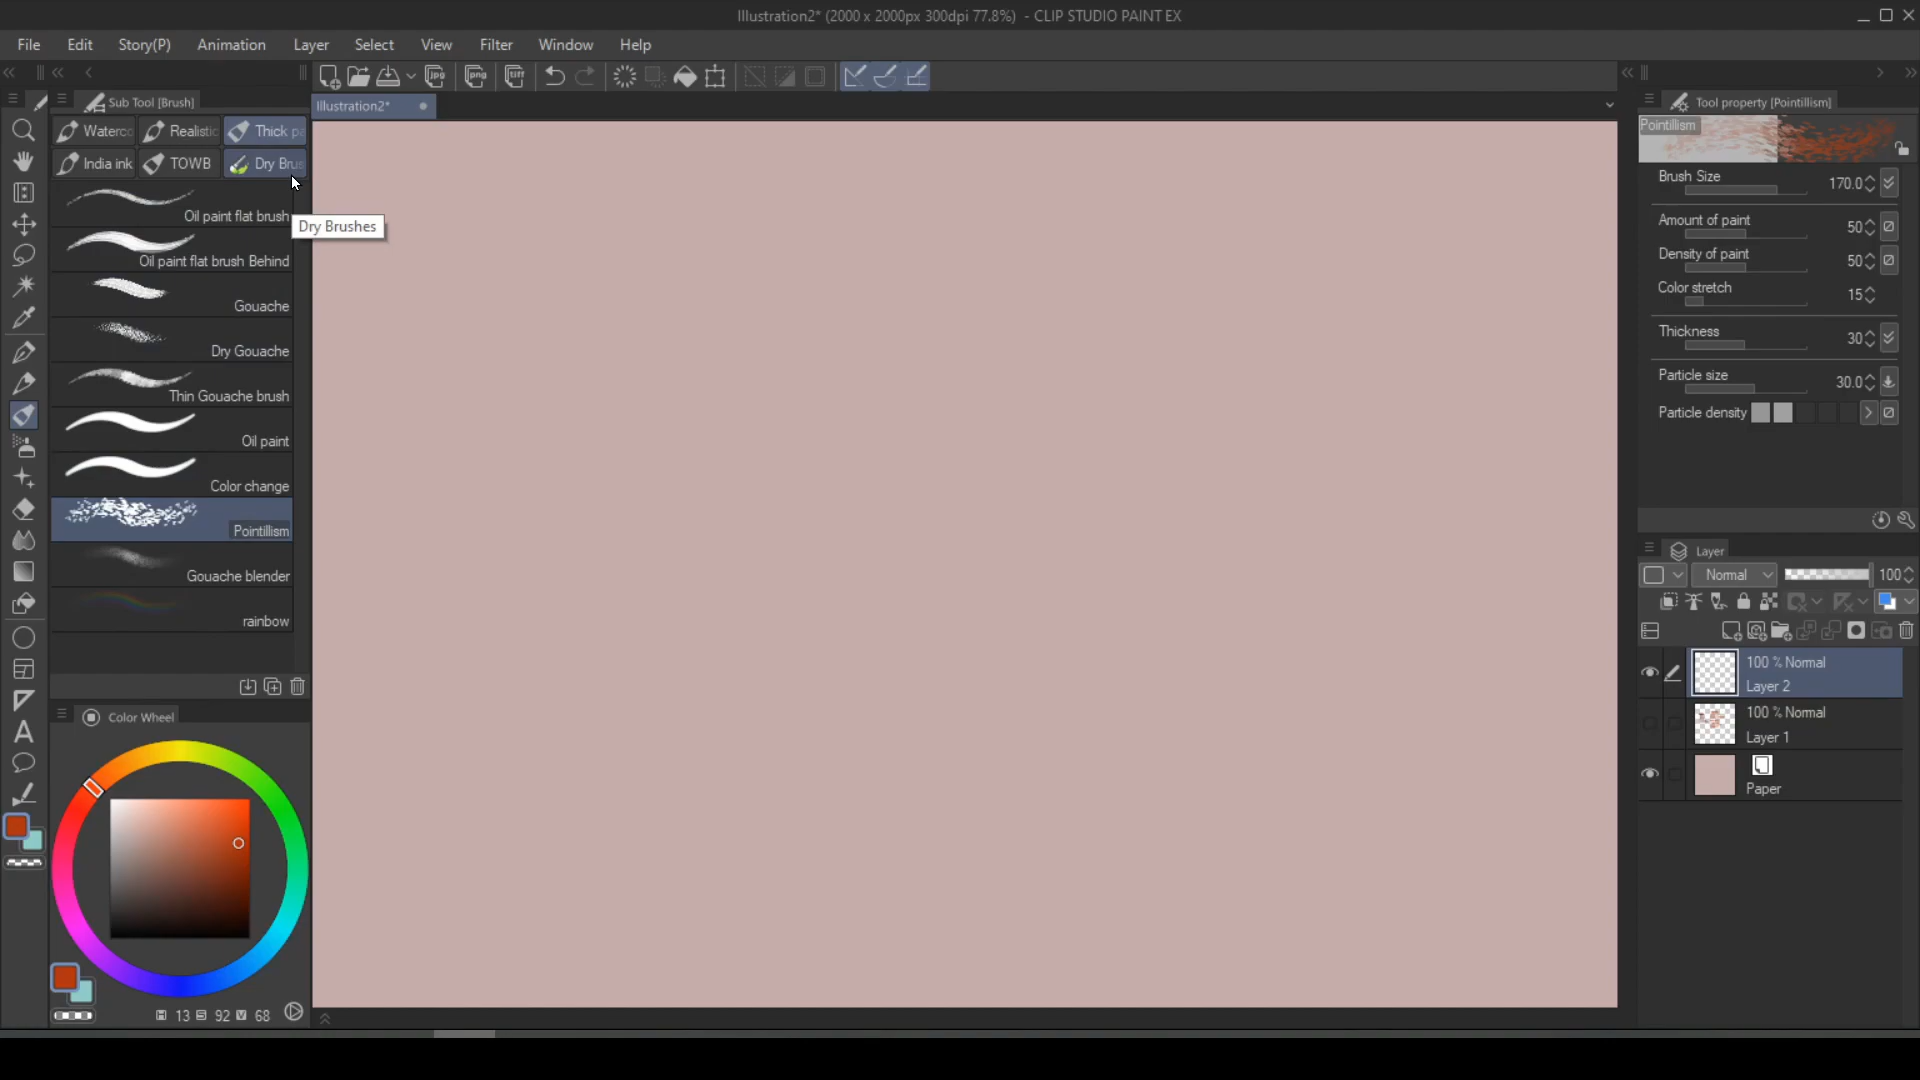 Illustration2* (2000 x 2000px 300dpi 77.8%) - CLIP STUDIO PAINT EX
File Edit Story(P) Animation Layer Select View Filter Window Help
jpg png tiff
Sub Tool [Brush]
Illustration2*
Tool property [Pointillism]
Waterco Realistic Thick pa
India ink TOWB Dry Brus
Pointillism
Brush Size 170.0
Oil paint flat brush
Dry Brushes
Amount of paint 50
Oil paint flat brush Behind
Density of paint 50
Gouache
Color stretch 15
Dry Gouache
Thickness 30
Thin Gouache brush
Particle size 30.0
Particle density
Oil paint
Color change
Pointillism
Gouache blender
rainbow
Layer
Normal 100
100 % Normal
Layer 2
100 % Normal
Layer 1
Paper
Color Wheel
H 13 S 92 V 68